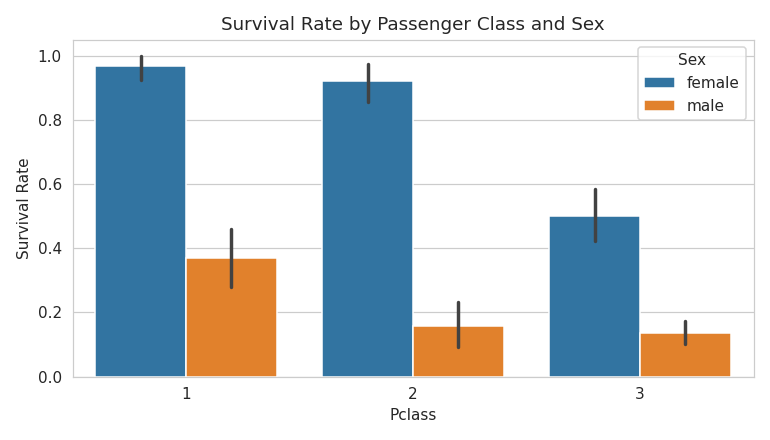 Survival Rate by Passenger Class and Sex
Survival Rate
1.0
0.8
0.6
0.4
0.2
0.0
Sex
female
male
1
2
3
Pclass